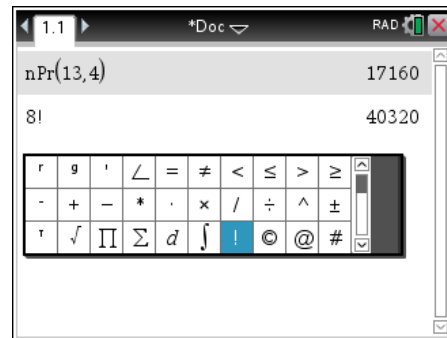 1.1 *Doc RAD
nPr(13,4) 17160
8! 40320
r g ' ∠ = ≠ < ≤ > ≥
- + − * · × / ÷ ^ ±
T √ ∏ Σ d ∫ ! © @ #